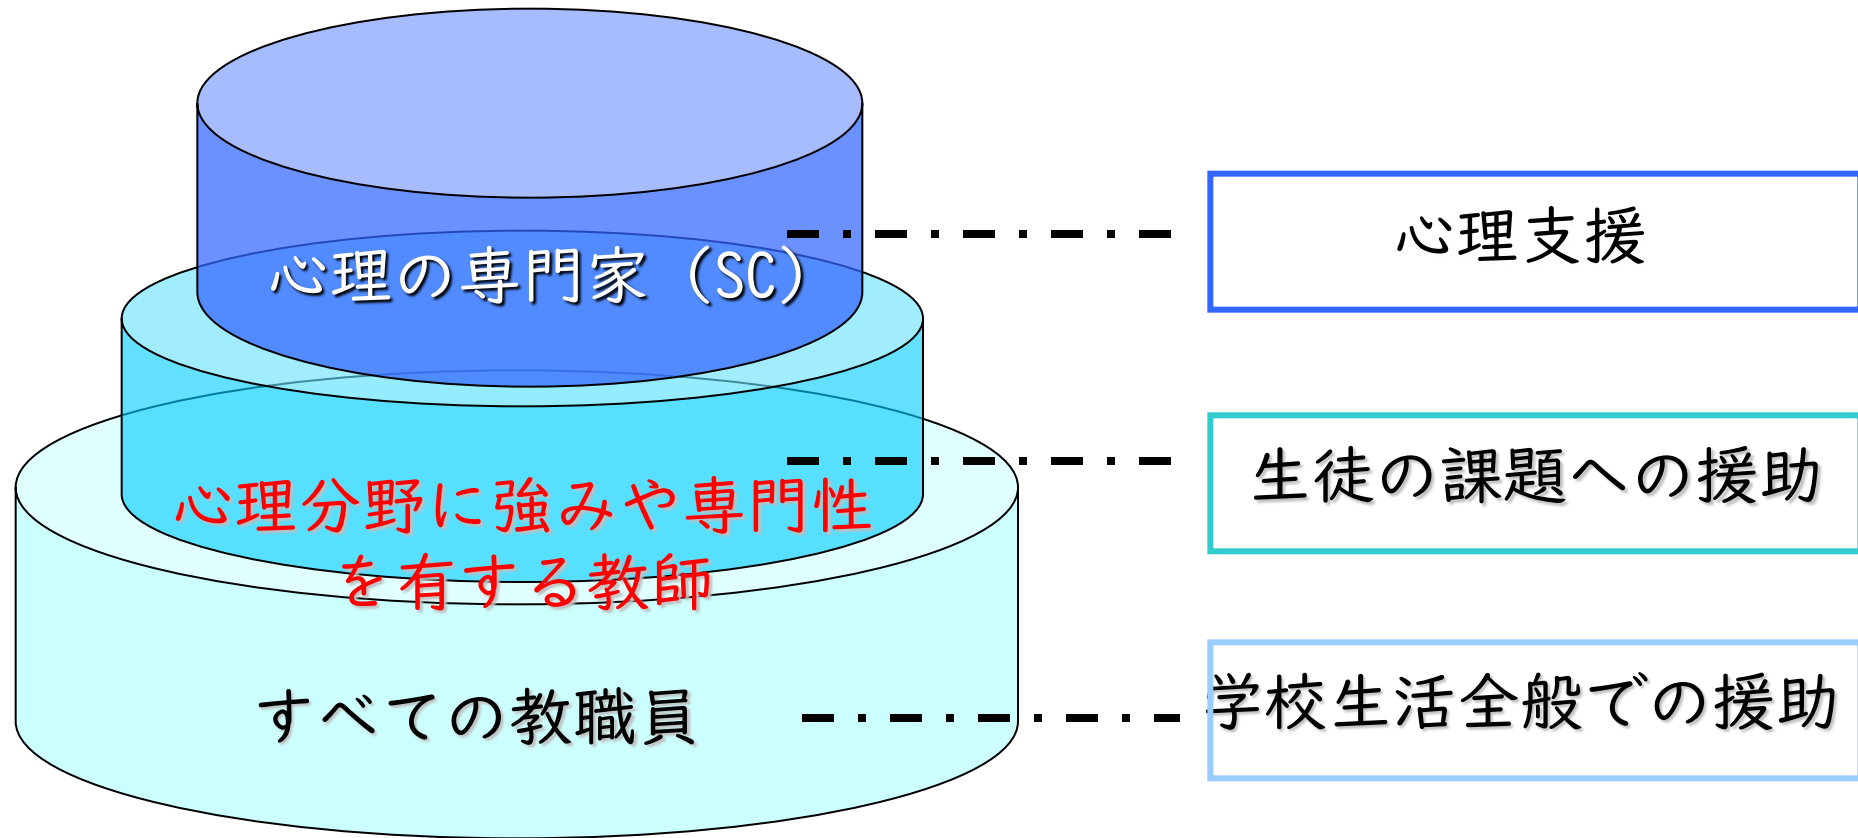 心理の専門家（SC）
心理支援
心理分野に強みや専門性
を有する教師
生徒の課題への援助
すべての教職員
学校生活全般での援助